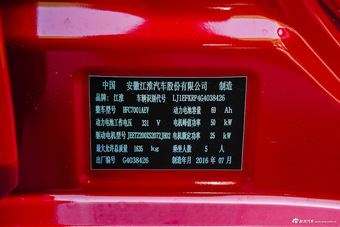 中国 安徽江淮汽车股份有限公司 制造
品牌：江淮 车辆识别代号 LJ1EFKRF4G4038426
整车型号 HFC7001AEV 动力电池容量 69 Ah
动力电池工作电压 331 V 电机峰值功率 50 kW
驱动电机型号 电机额定功率 25 kW
最大允许总质量 1635 kg 乘坐人数 5 人
出厂编号 G4038426 制造年月 2016 年 07 月